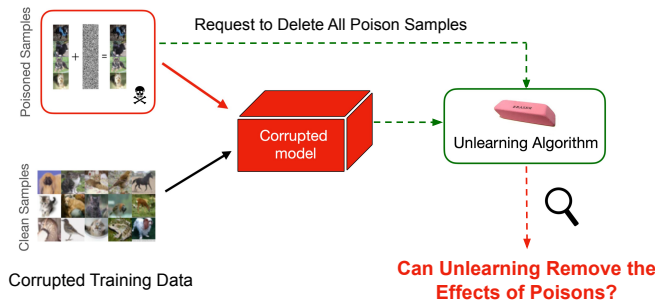 Request to Delete All Poison Samples
Poisoned Samples
+
=
ERASER
Corrupted
model
Unlearning Algorithm
Clean Samples
Corrupted Training Data
Can Unlearning Remove the
Effects of Poisons?